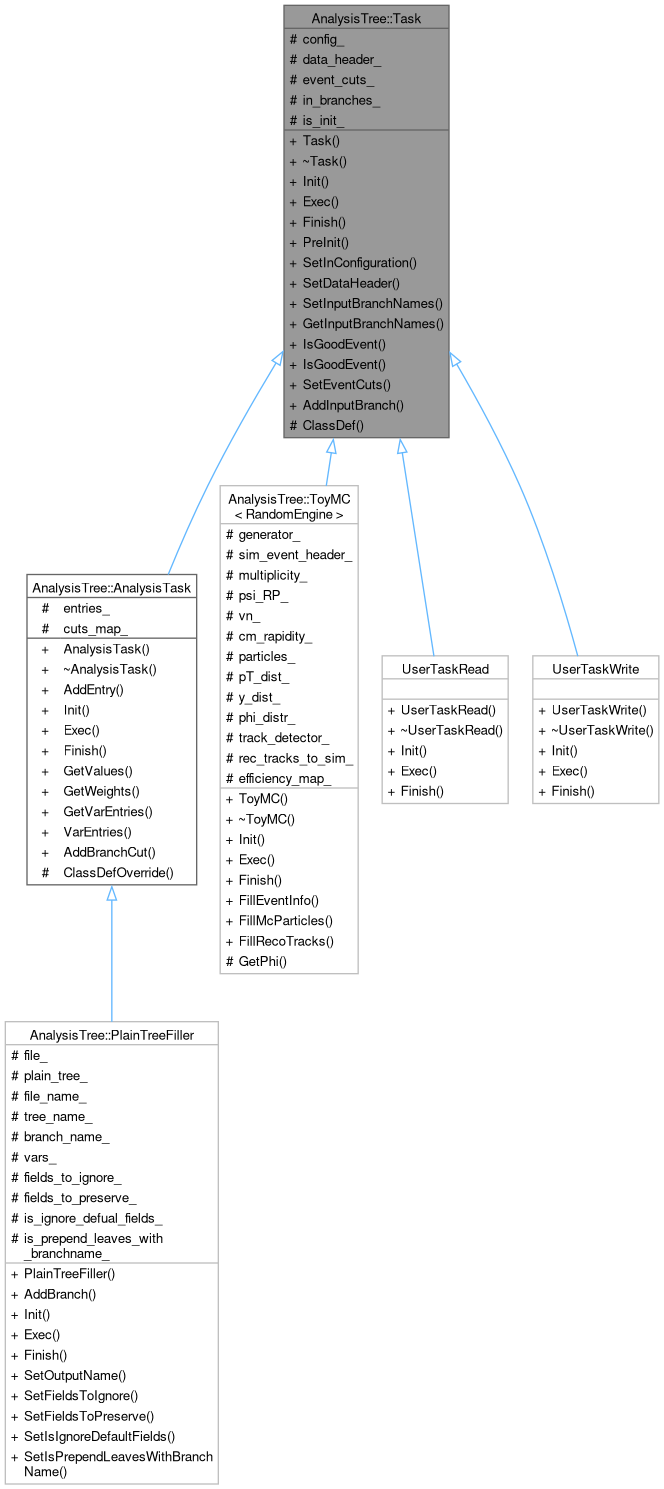 AnalysisTree::Task
# config_
# data_header_
# event_cuts_
# in_branches_
# is_init_
+ Task()
+ ~Task()
+ Init()
+ Exec()
+ Finish()
+ PreInit()
+ SetInConfiguration()
+ SetDataHeader()
+ SetInputBranchNames()
+ GetInputBranchNames()
+ IsGoodEvent()
+ IsGoodEvent()
+ SetEventCuts()
+ AddInputBranch()
# ClassDef()
AnalysisTree::AnalysisTask
# entries_
# cuts_map_
+ AnalysisTask()
+ ~AnalysisTask()
+ AddEntry()
+ Init()
+ Exec()
+ Finish()
+ GetValues()
+ GetWeights()
+ GetVarEntries()
+ VarEntries()
+ AddBranchCut()
# ClassDefOverride()
AnalysisTree::ToyMC
< RandomEngine >
# generator_
# sim_event_header_
# multiplicity_
# psi_RP_
# vn_
# cm_rapidity_
# particles_
# pT_dist_
# y_dist_
# phi_distr_
# track_detector_
# rec_tracks_to_sim_
# efficiency_map_
+ ToyMC()
+ ~ToyMC()
+ Init()
+ Exec()
+ Finish()
+ FillEventInfo()
+ FillMcParticles()
+ FillRecoTracks()
# GetPhi()
UserTaskRead
+ UserTaskRead()
+ ~UserTaskRead()
+ Init()
+ Exec()
+ Finish()
UserTaskWrite
+ UserTaskWrite()
+ ~UserTaskWrite()
+ Init()
+ Exec()
+ Finish()
AnalysisTree::PlainTreeFiller
# file_
# plain_tree_
# file_name_
# tree_name_
# branch_name_
# vars_
# fields_to_ignore_
# fields_to_preserve_
# is_ignore_defual_fields_
# is_prepend_leaves_with
_branchname_
+ PlainTreeFiller()
+ AddBranch()
+ Init()
+ Exec()
+ Finish()
+ SetOutputName()
+ SetFieldsToIgnore()
+ SetFieldsToPreserve()
+ SetIsIgnoreDefaultFields()
+ SetIsPrependLeavesWithBranch
Name()